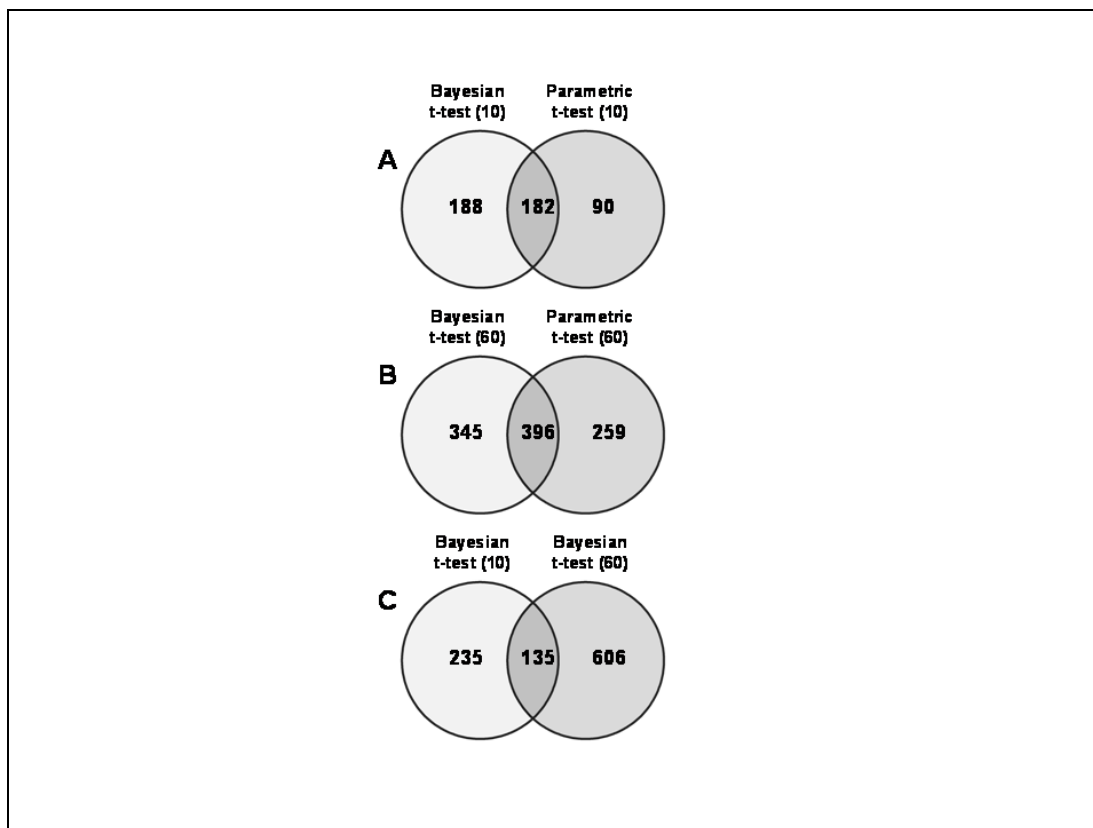 Bayesian
t-test (10)
Parametric
t-test (10)
A
188
182
90
Bayesian
t-test (60)
Parametric
t-test (60)
B
345
396
259
Bayesian
t-test (10)
Bayesian
t-test (60)
C
235
135
606